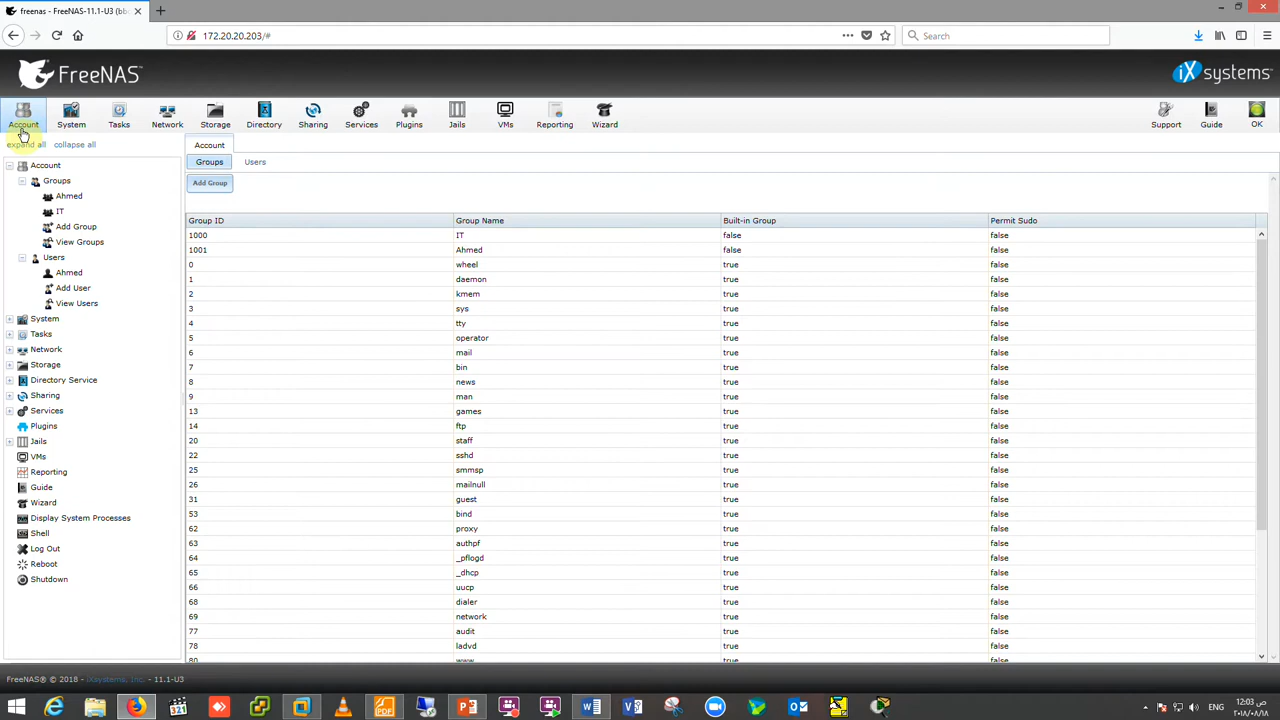 freenas - FreeNAS-11.1-U3 (bb
172.20.20.203/#
Search
FreeNAS
iXsystems
Account System Tasks Network Storage Directory Sharing Services Plugins Jails VMs Reporting Wizard Support Guide OK
expand all collapse all
Account
Groups Users
Add Group
Account
Groups
Ahmed
IT
Add Group
View Groups
Users
Ahmed
Add User
View Users
System
Tasks
Network
Storage
Directory Service
Sharing
Services
Plugins
Jails
VMs
Reporting
Guide
Wizard
Display System Processes
Shell
Log Out
Reboot
Shutdown
Group ID Group Name Built-in Group Permit Sudo
1000 IT false false
1001 Ahmed false false
0 wheel true false
1 daemon true false
2 kmem true false
3 sys true false
4 tty true false
5 operator true false
6 mail true false
7 bin true false
8 news true false
9 man true false
13 games true false
14 ftp true false
20 staff true false
22 sshd true false
25 smmsp true false
26 mailnull true false
31 guest true false
53 bind true false
62 proxy true false
63 authpf true false
64 _pflogd true false
65 _dhcp true false
66 uucp true false
68 dialer true false
69 network true false
77 audit true false
78 ladvd true false
80 www true false
FreeNAS® © 2018 - iXsystems, Inc. - 11.1-U3
321
PDF
ENG
12:03 ص